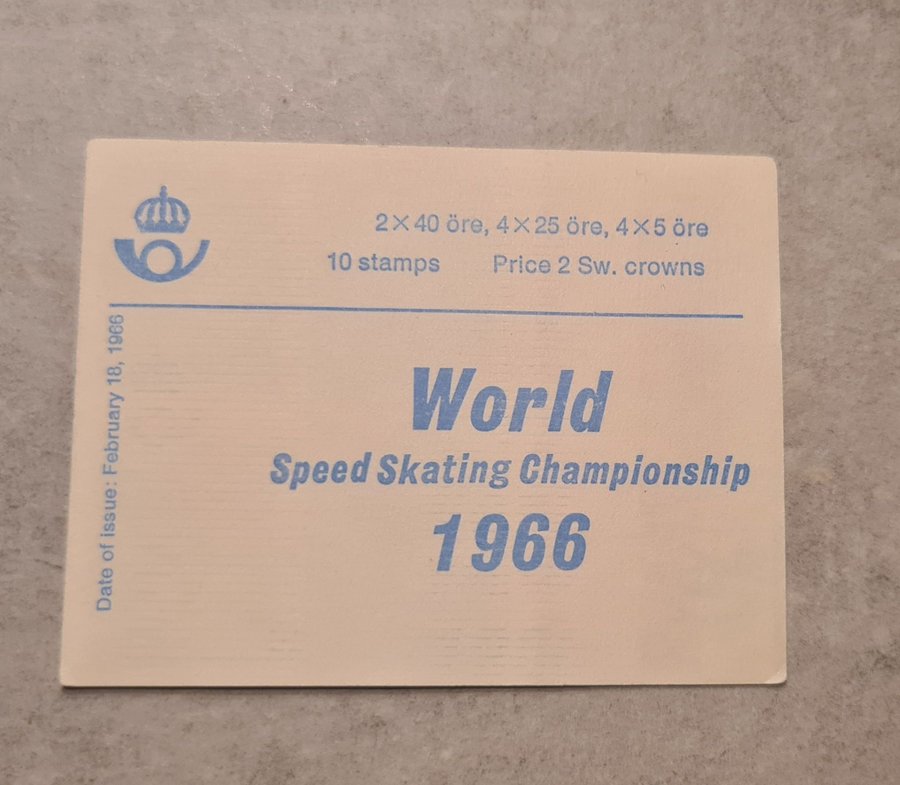 2×40 öre, 4×25 öre, 4×5 öre
10 stamps Price 2 Sw. crowns
Date of issue: February 18, 1966
World
Speed Skating Championship
1966